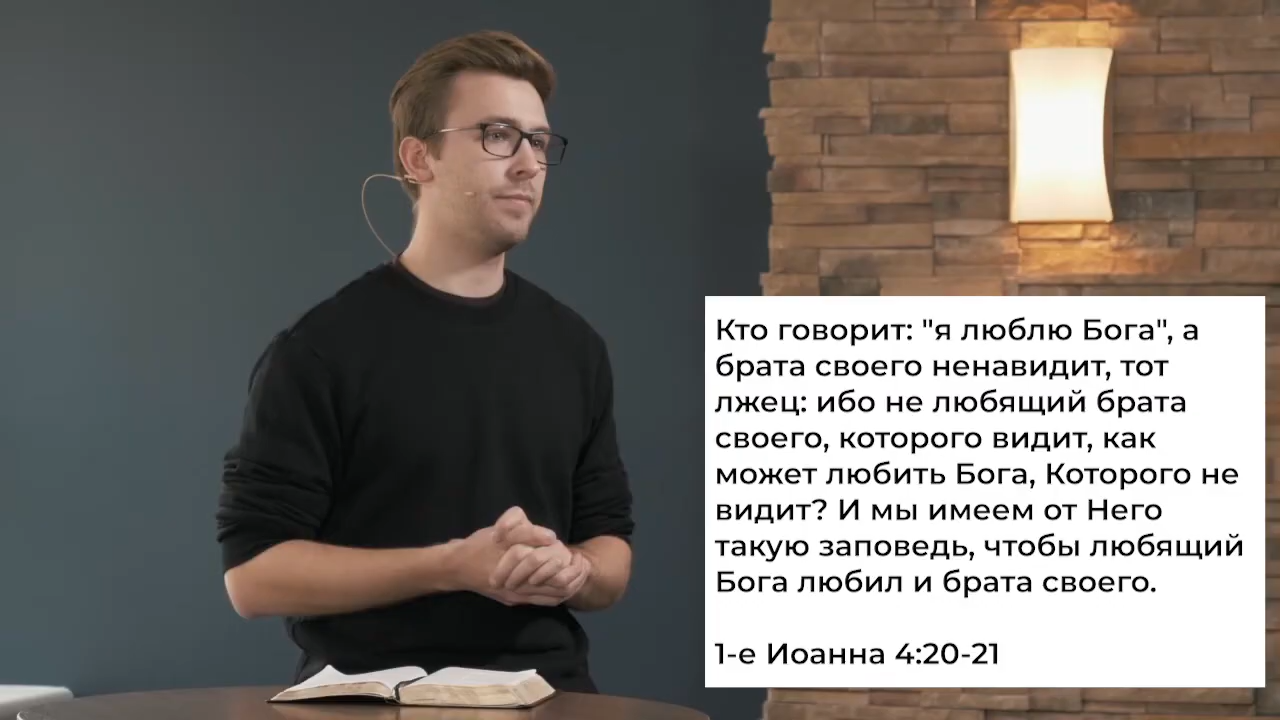 Кто говорит: "я люблю Бога", а
брата своего ненавидит, тот
лжец: ибо не любящий брата
своего, которого видит, как
может любить Бога, Которого не
видит? И мы имеем от Него
такую заповедь, чтобы любящий
Бога любил и брата своего.
1-е Иоанна 4:20-21